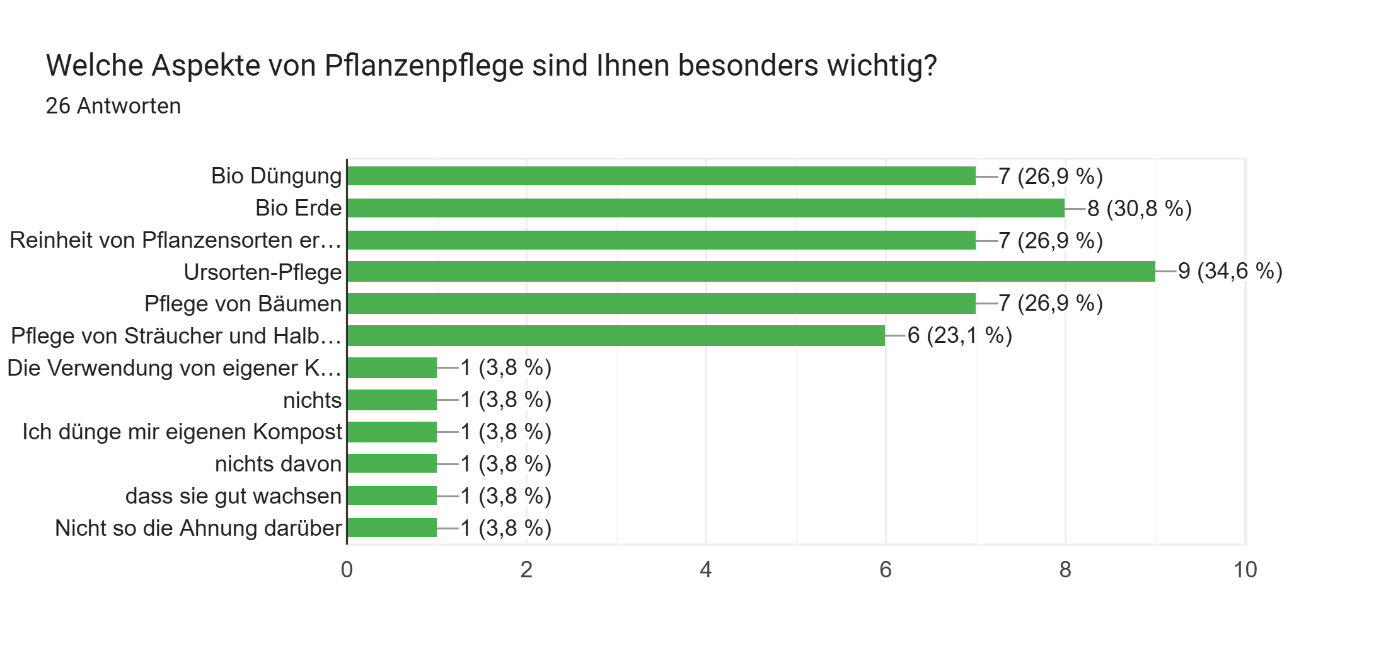 Welche Aspekte von Pflanzenpflege sind Ihnen besonders wichtig?
26 Antworten
Bio Düngung 7 (26,9 %)
Bio Erde 8 (30,8 %)
Reinheit von Pflanzensorten er… 7 (26,9 %)
Ursorten-Pflege 9 (34,6 %)
Pflege von Bäumen 7 (26,9 %)
Pflege von Sträucher und Halb… 6 (23,1 %)
Die Verwendung von eigener K… 1 (3,8 %)
nichts 1 (3,8 %)
Ich dünge mir eigenen Kompost 1 (3,8 %)
nichts davon 1 (3,8 %)
dass sie gut wachsen 1 (3,8 %)
Nicht so die Ahnung darüber 1 (3,8 %)
0 2 4 6 8 10